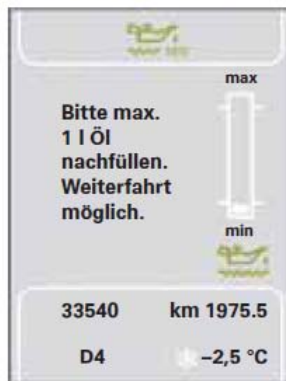 max
Bitte max.
1 l Öl
nachfüllen.
Weiterfahrt
möglich.
min
33540 km 1975.5
D4 –2,5 °C